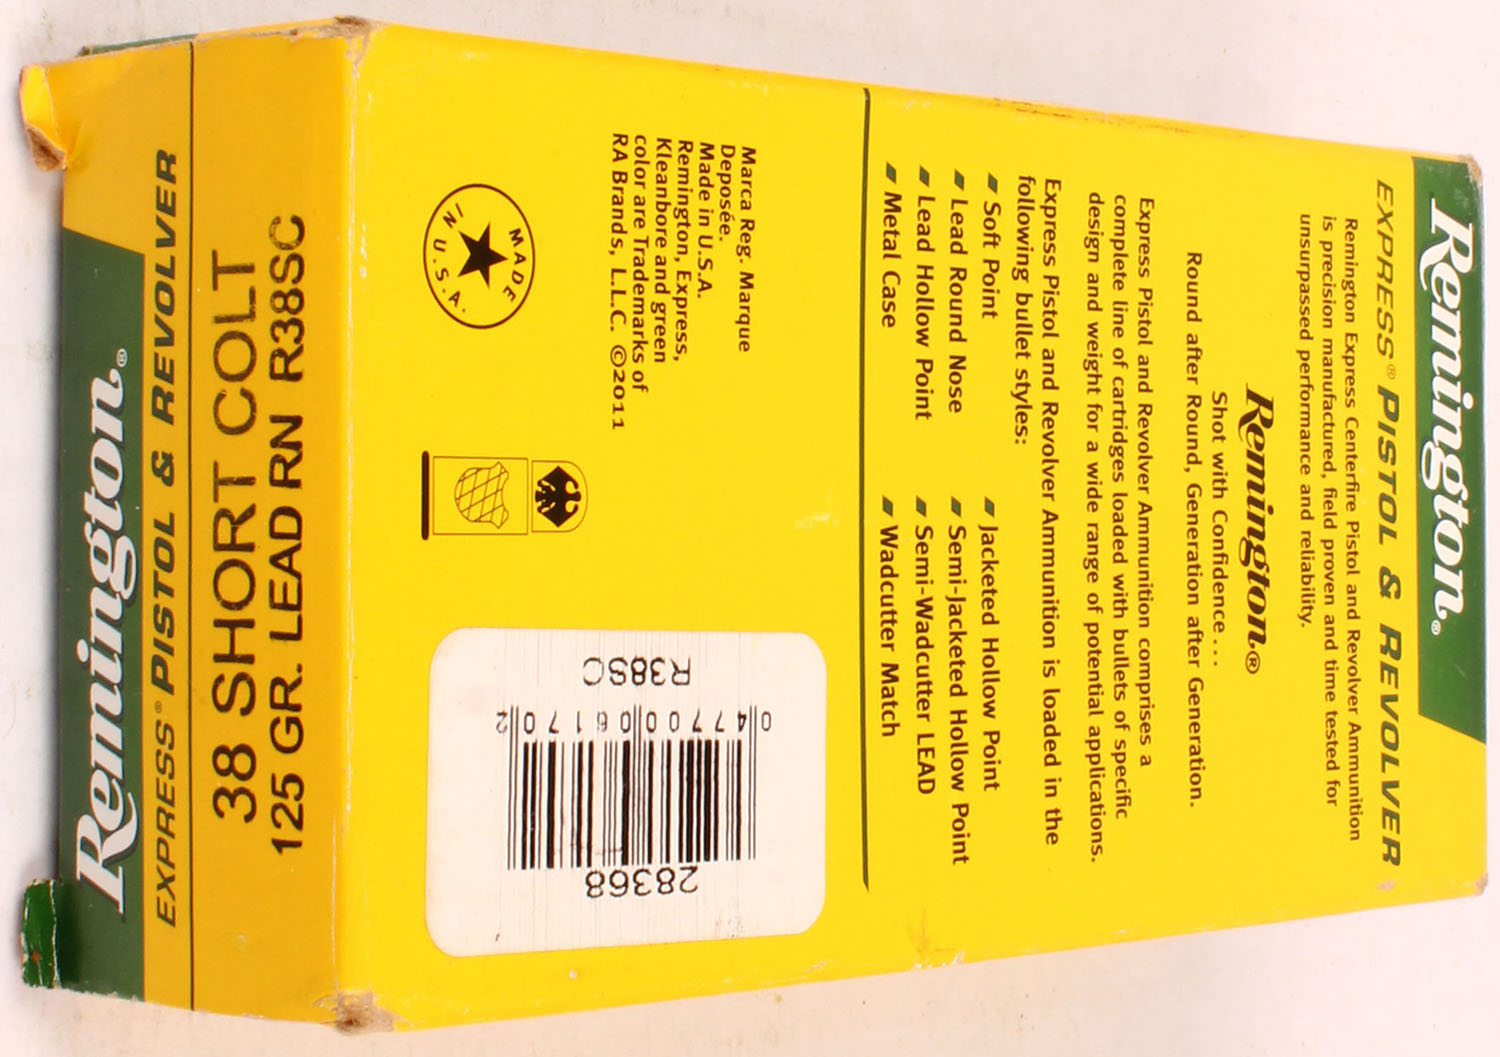 Remington®
EXPRESS® PISTOL & REVOLVER
Remington Express Centerfire Pistol and Revolver Ammunition
is precision manufactured, field proven and time tested for
unsurpassed performance and reliability.
Remington®
Shot with Confidence...
Round after Round, Generation after Generation.
Express Pistol and Revolver Ammunition comprises a
complete line of cartridges loaded with bullets of specific
design and weight for a wide range of potential applications.
Express Pistol and Revolver Ammunition is loaded in the
following bullet styles:
Soft Point
Lead Round Nose
Lead Hollow Point
Metal Case
Jacketed Hollow Point
Semi-Jacketed Hollow Point
Semi-Wadcutter LEAD
Wadcutter Match
Marca Reg. Marque
Deposée.
Made in U.S.A.
Remington, Express,
Kleanbore and green
color are Trademarks of
RA Brands, L.L.C. ©2011
MADE IN U.S.A.
28368
0 47700 06170 2
R38SC
Remington®
EXPRESS® PISTOL & REVOLVER
38 SHORT COLT
125 GR. LEAD RN R38SC